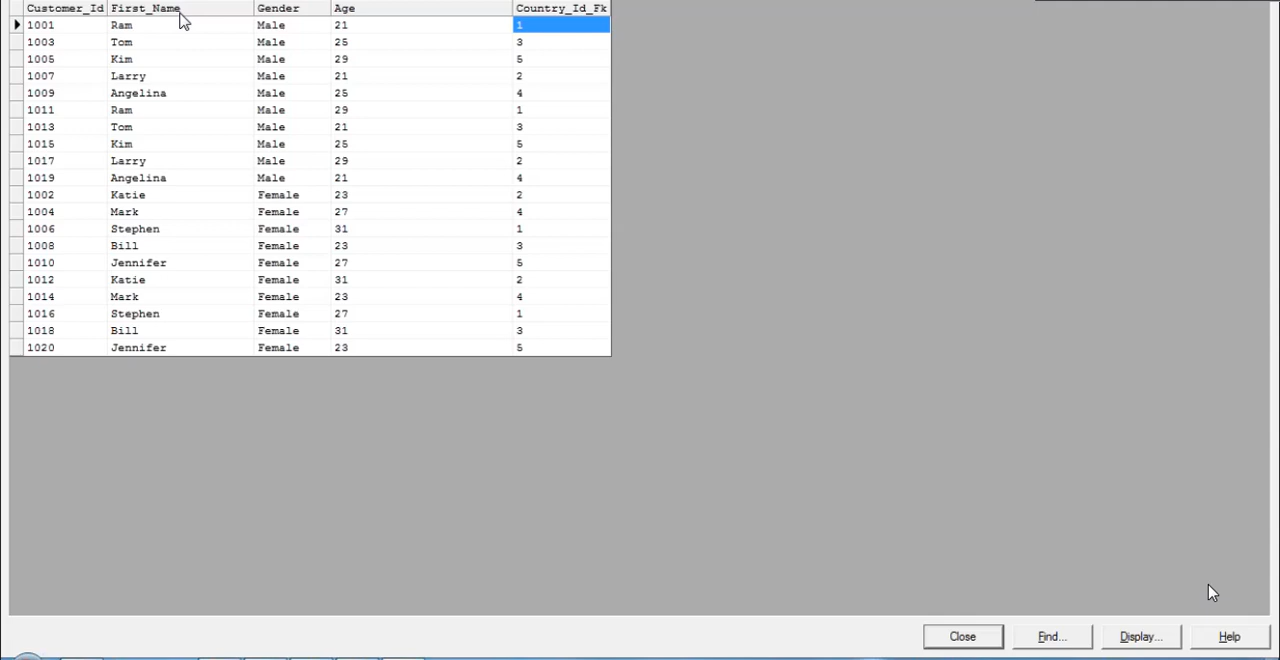 Customer_Id First_Name Gender Age Country_Id_Fk
1001 Ram Male 21 1
1003 Tom Male 25 3
1005 Kim Male 29 5
1007 Larry Male 21 2
1009 Angelina Male 25 4
1011 Ram Male 29 1
1013 Tom Male 21 3
1015 Kim Male 25 5
1017 Larry Male 29 2
1019 Angelina Male 21 4
1002 Katie Female 23 2
1004 Mark Female 27 4
1006 Stephen Female 31 1
1008 Bill Female 23 3
1010 Jennifer Female 27 5
1012 Katie Female 31 2
1014 Mark Female 23 4
1016 Stephen Female 27 1
1018 Bill Female 31 3
1020 Jennifer Female 23 5
Close Find... Display... Help